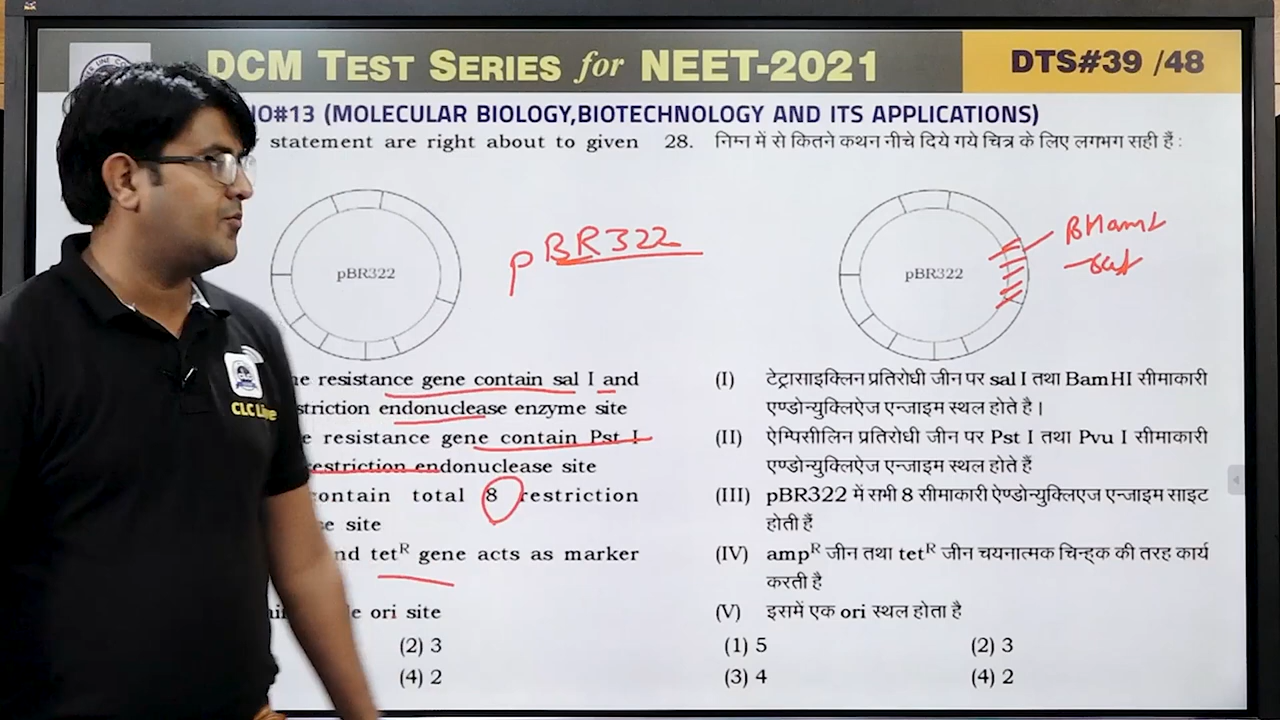 DCM TEST SERIES for NEET-2021
DTS#39 /48
NO#13 (MOLECULAR BIOLOGY,BIOTECHNOLOGY AND ITS APPLICATIONS)
statement are right about to given
pBR322
pBR322
resistance gene contain sal I and
endonuclease enzyme site
resistance gene contain Pst I
restriction endonuclease site
contain total 8 restriction
site
and tetR gene acts as marker
ori site
(2) 3
(4) 2
28. निम्न में से कितने कथन नीचे दिये गये चित्र के लिए लगभग सही हैं :
pBR322
BHamI
(I) टेट्रासाइक्लिन प्रतिरोधी जीन पर sal I तथा BamHI सीमाकारी
एण्डोन्युक्लिऐज एन्जाइम स्थल होते है।
(II) ऐम्पिसीलिन प्रतिरोधी जीन पर Pst I तथा Pvu I सीमाकारी
एण्डोन्युक्लिऐज एन्जाइम स्थल होते हैं
(III) pBR322 में सभी 8 सीमाकारी ऐण्डोन्युक्लिएज एन्जाइम साइट
होती हैं
(IV) ampR जीन तथा tetR जीन चयनात्मक चिन्ह्क की तरह कार्य
करती है
(V) इसमें एक ori स्थल होता है
(1) 5 (2) 3
(3) 4 (4) 2
CLC Line